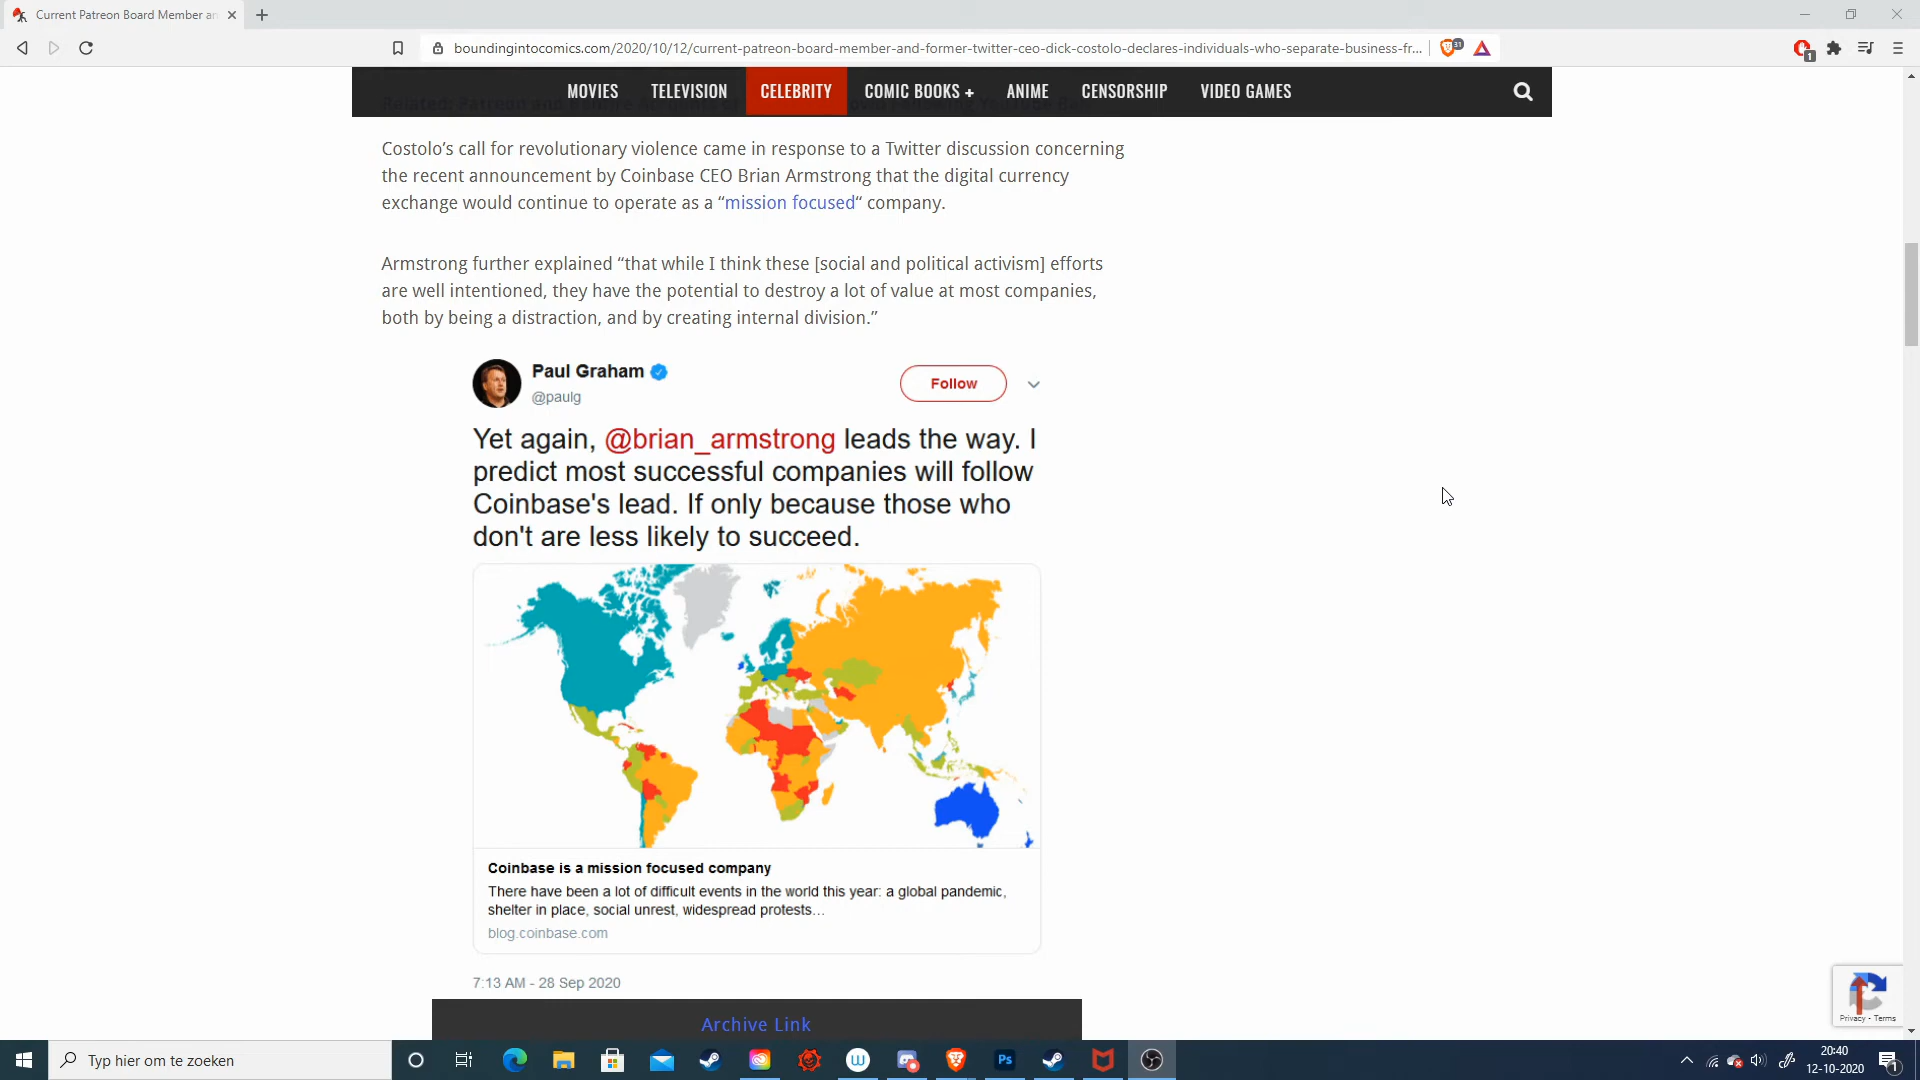 Current Patreon Board Member an
boundingintocomics.com/2020/10/12/current-patreon-board-member-and-former-twitter-ceo-dick-costolo-declares-individuals-who-separate-business-fr...
31
1
MOVIES TELEVISION CELEBRITY COMIC BOOKS + ANIME CENSORSHIP VIDEO GAMES
Costolo’s call for revolutionary violence came in response to a Twitter discussion concerning
the recent announcement by Coinbase CEO Brian Armstrong that the digital currency
exchange would continue to operate as a “mission focused“ company.
Armstrong further explained “that while I think these [social and political activism] efforts
are well intentioned, they have the potential to destroy a lot of value at most companies,
both by being a distraction, and by creating internal division.”
Paul Graham
@paulg
Follow
Yet again, @brian_armstrong leads the way. I
predict most successful companies will follow
Coinbase's lead. If only because those who
don't are less likely to succeed.
Coinbase is a mission focused company
There have been a lot of difficult events in the world this year: a global pandemic,
shelter in place, social unrest, widespread protests…
blog.coinbase.com
7:13 AM - 28 Sep 2020
Archive Link
Privacy - Terms
Typ hier om te zoeken
W
Ps
20:40
12-10-2020
1